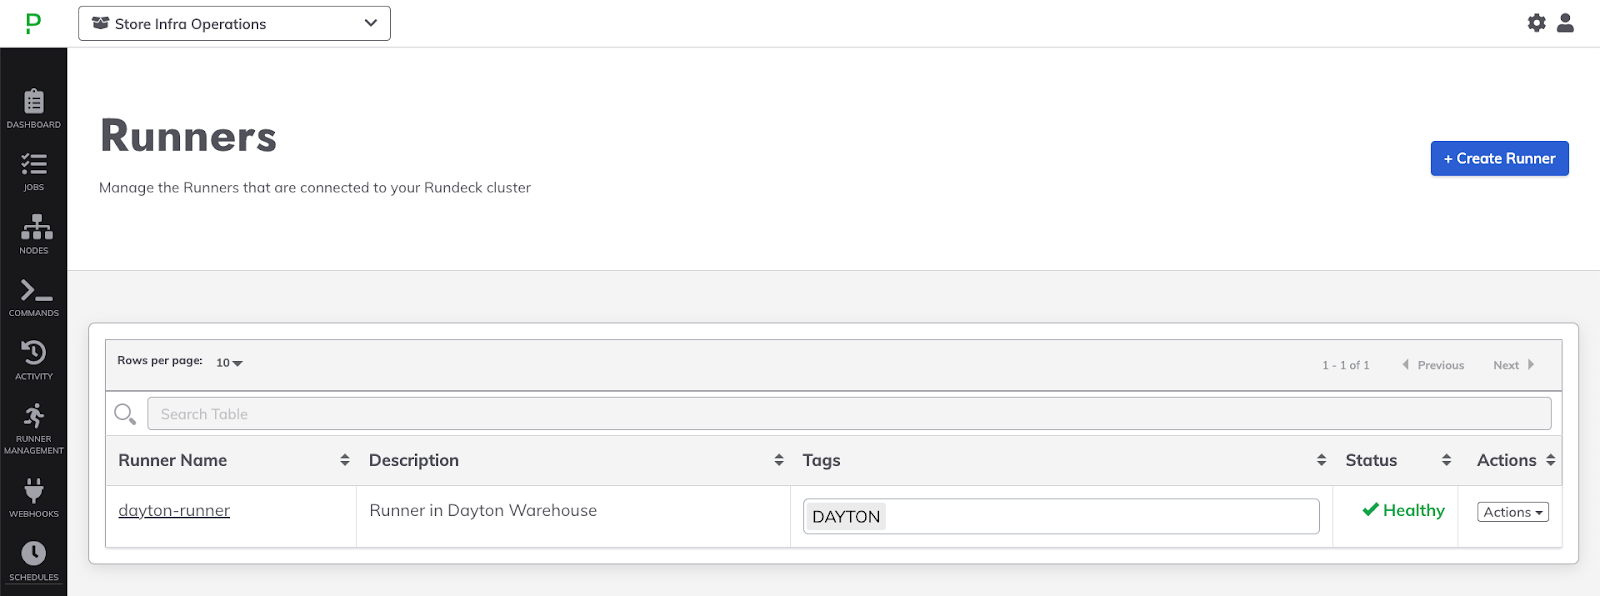 P
Store Infra Operations
DASHBOARD
JOBS
NODES
COMMANDS
ACTIVITY
RUNNER
MANAGEMENT
WEBHOOKS
SCHEDULES
Runners
Manage the Runners that are connected to your Rundeck cluster
+ Create Runner
Rows per page: 10
1 - 1 of 1 Previous Next
Search Table
Runner Name Description Tags Status Actions
dayton-runner Runner in Dayton Warehouse DAYTON Healthy Actions